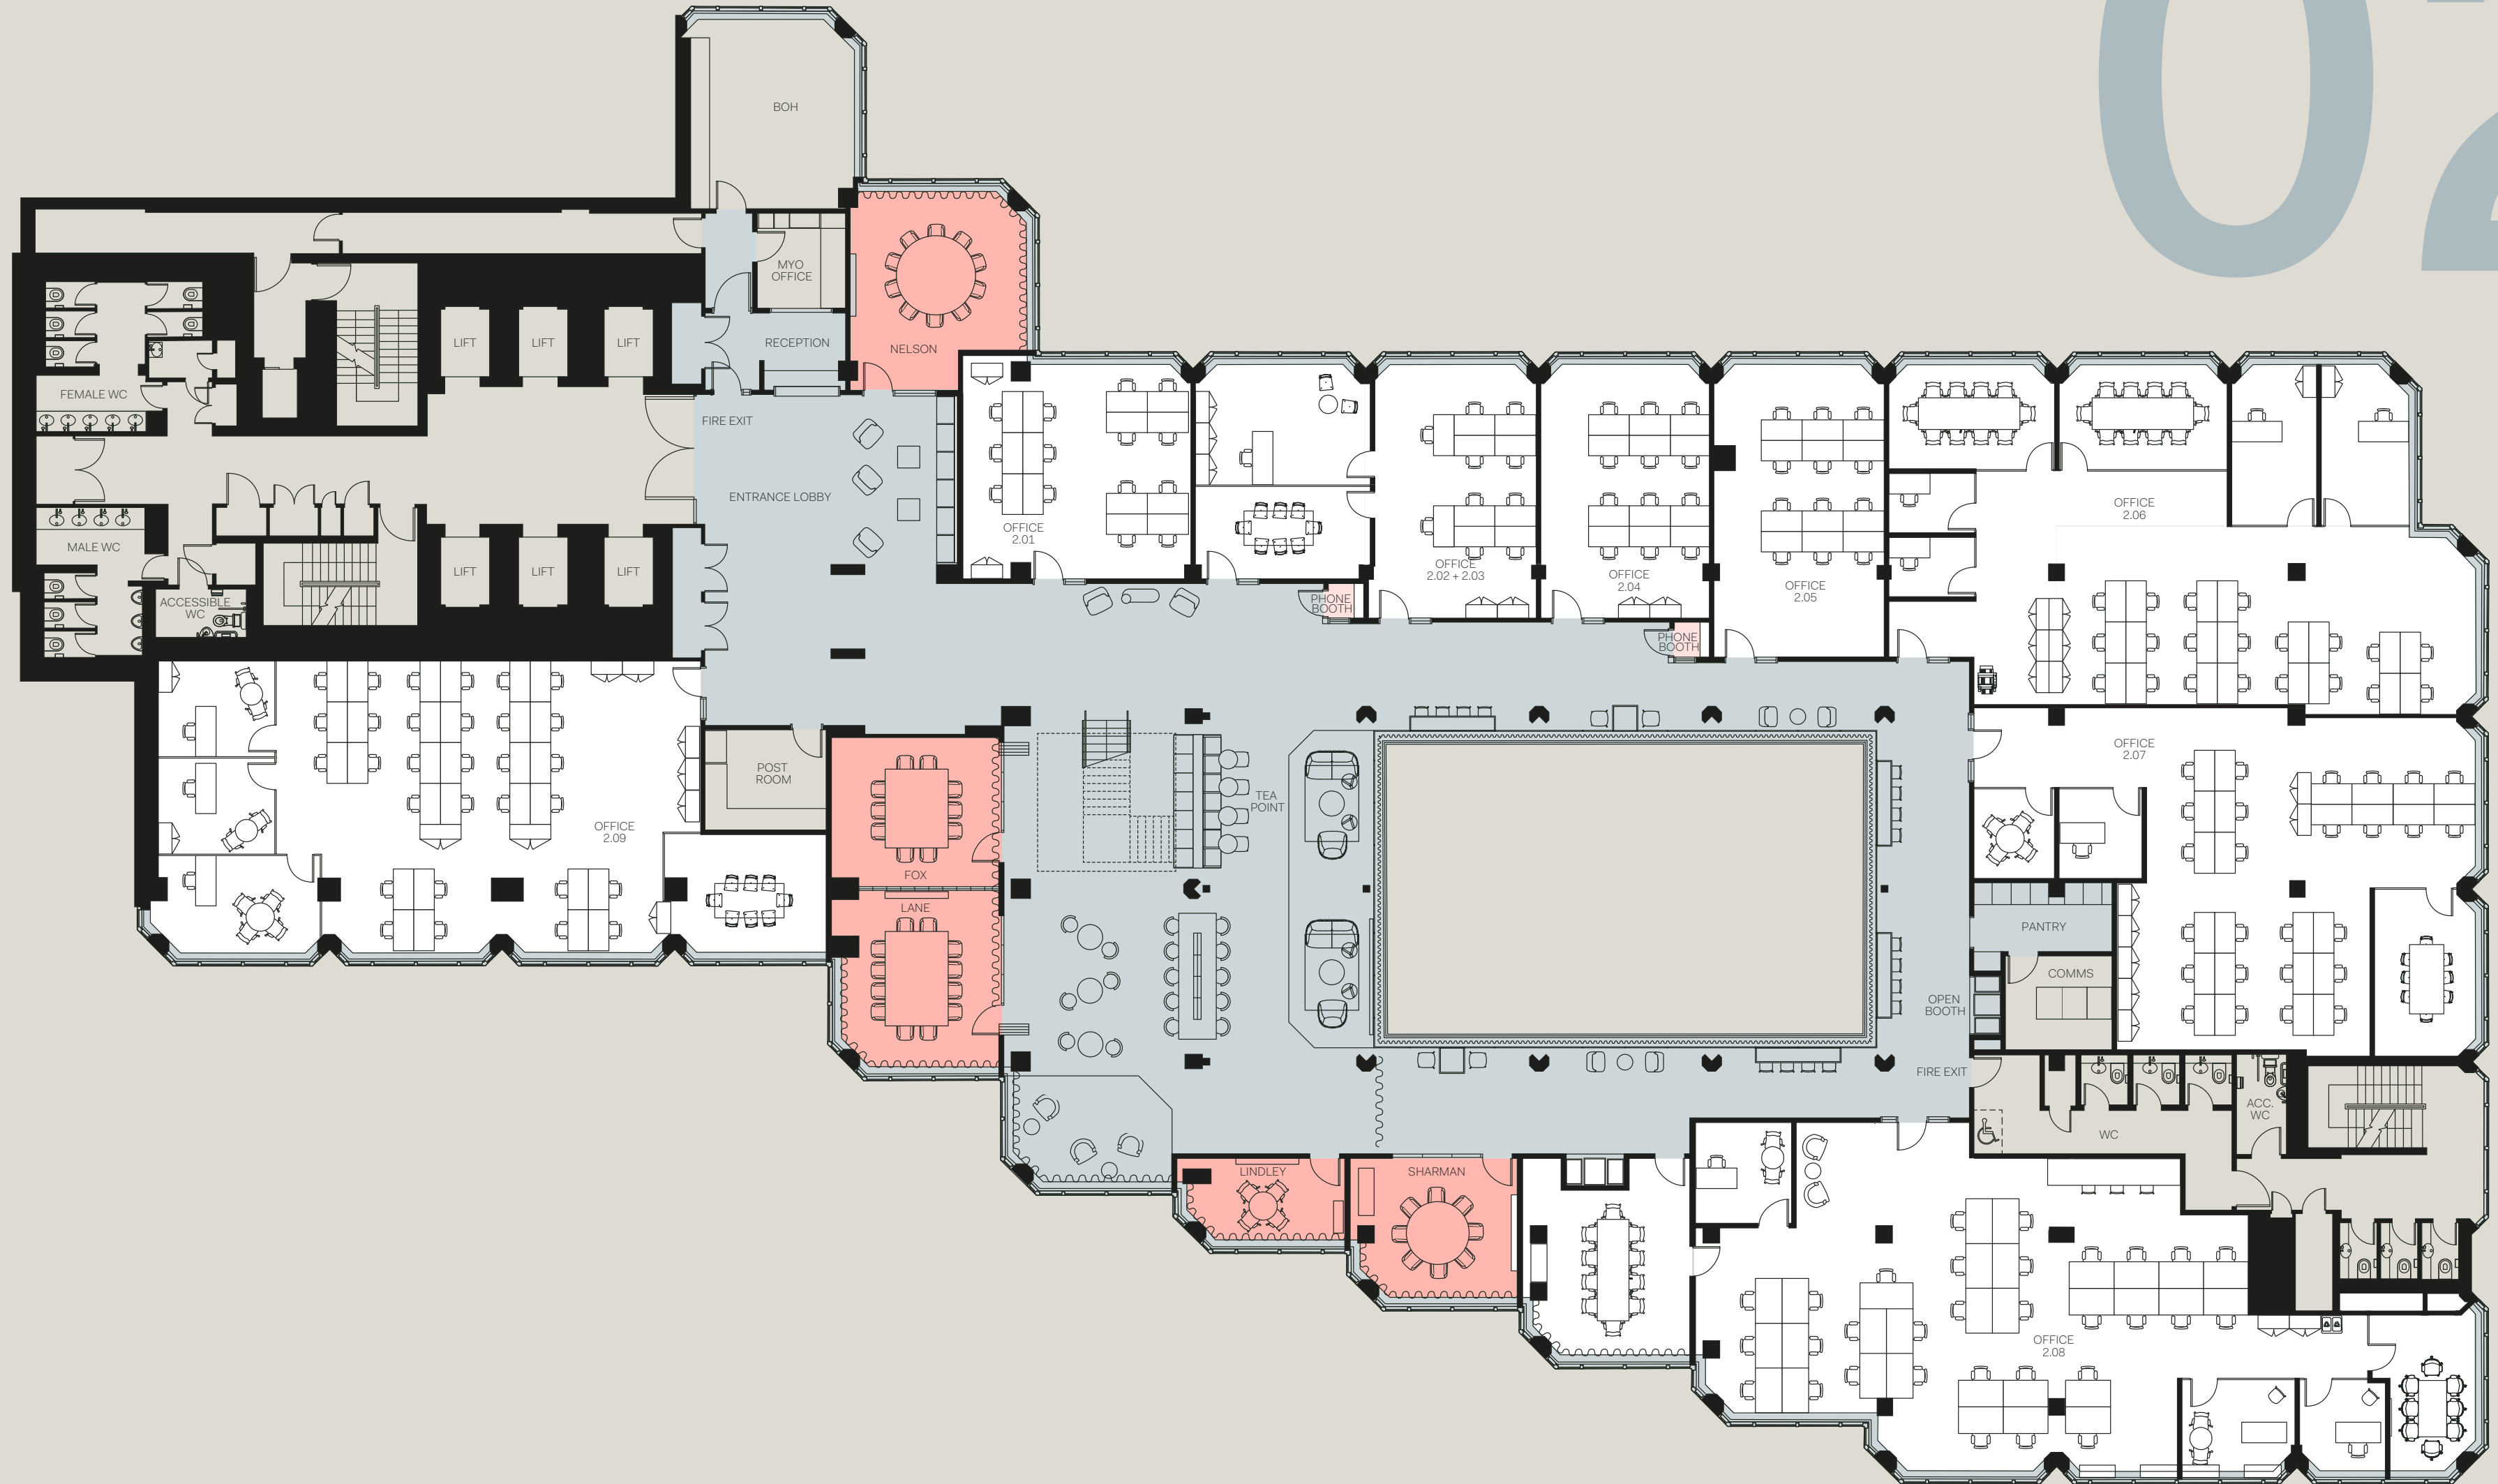 02
BOH
MYO
OFFICE
NELSON
RECEPTION
LIFT
LIFT
LIFT
FEMALE WC
FIRE EXIT
ENTRANCE LOBBY
OFFICE
2.01
OFFICE
2.02 + 2.03
OFFICE
2.04
OFFICE
2.05
OFFICE
2.06
MALE WC
LIFT
LIFT
LIFT
ACCESSIBLE
WC
PHONE
BOOTH
PHONE
BOOTH
OFFICE
2.07
POST
ROOM
TEA
POINT
OFFICE
2.09
FOX
LANE
PANTRY
COMMS
OPEN
BOOTH
FIRE EXIT
ACC.
WC
WC
LINDLEY
SHARMAN
OFFICE
2.08